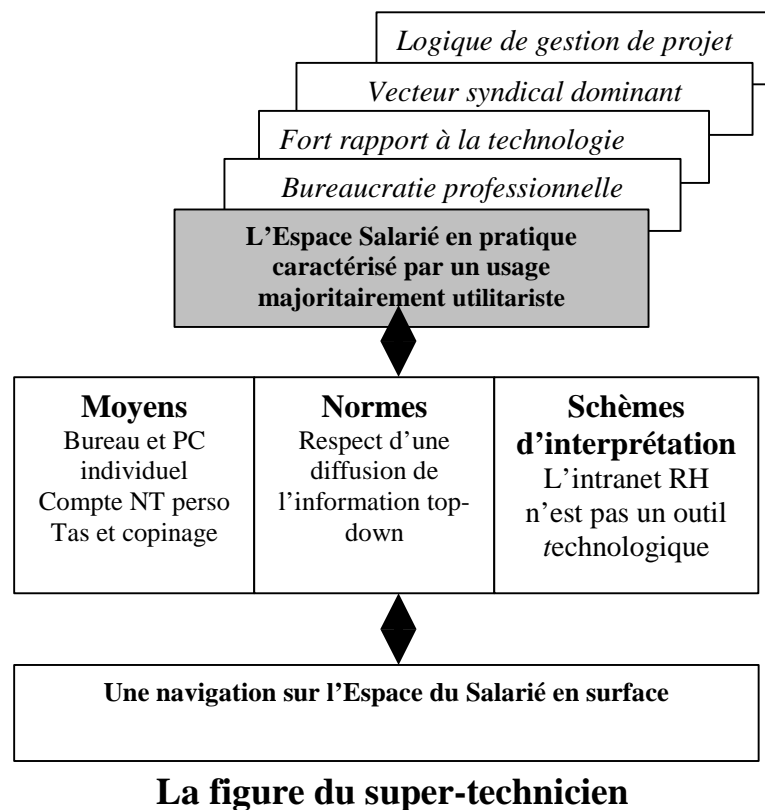 Logique de gestion de projet
Vecteur syndical dominant
Fort rapport à la technologie
Bureaucratie professionnelle
L’Espace Salarié en pratique
caractérisé par un usage
majoritairement utilitariste
Moyens
Bureau et PC
individuel
Compte NT perso
Tas et copinage
Normes
Respect d’une
diffusion de
l’information top-
down
Schèmes
d’interprétation
L’intranet RH
n’est pas un outil
technologique
Une navigation sur l’Espace du Salarié en surface
La figure du super-technicien